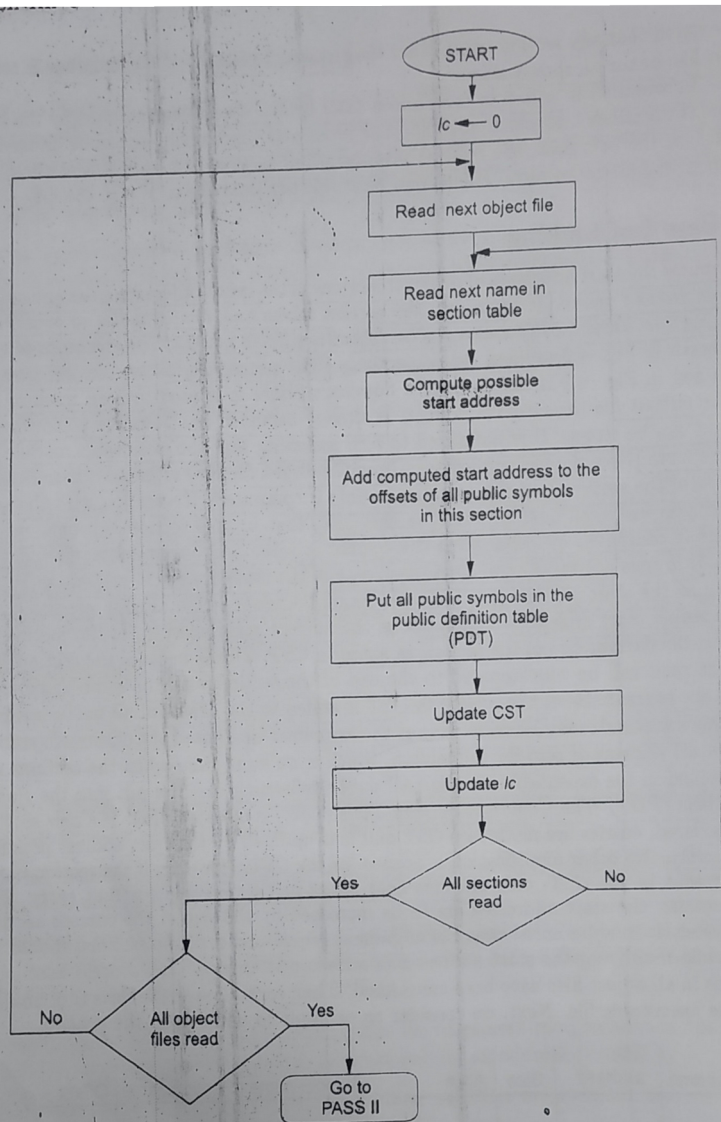 START
lc ← 0
Read next object file
Read next name in
section table
Compute possible
start address
Add computed start address to the
offsets of all public symbols
in this section
Put all public symbols in the
public definition table
(PDT)
Update CST
Update lc
All sections
read
Yes
No
All object
files read
No
Yes
Go to
PASS II